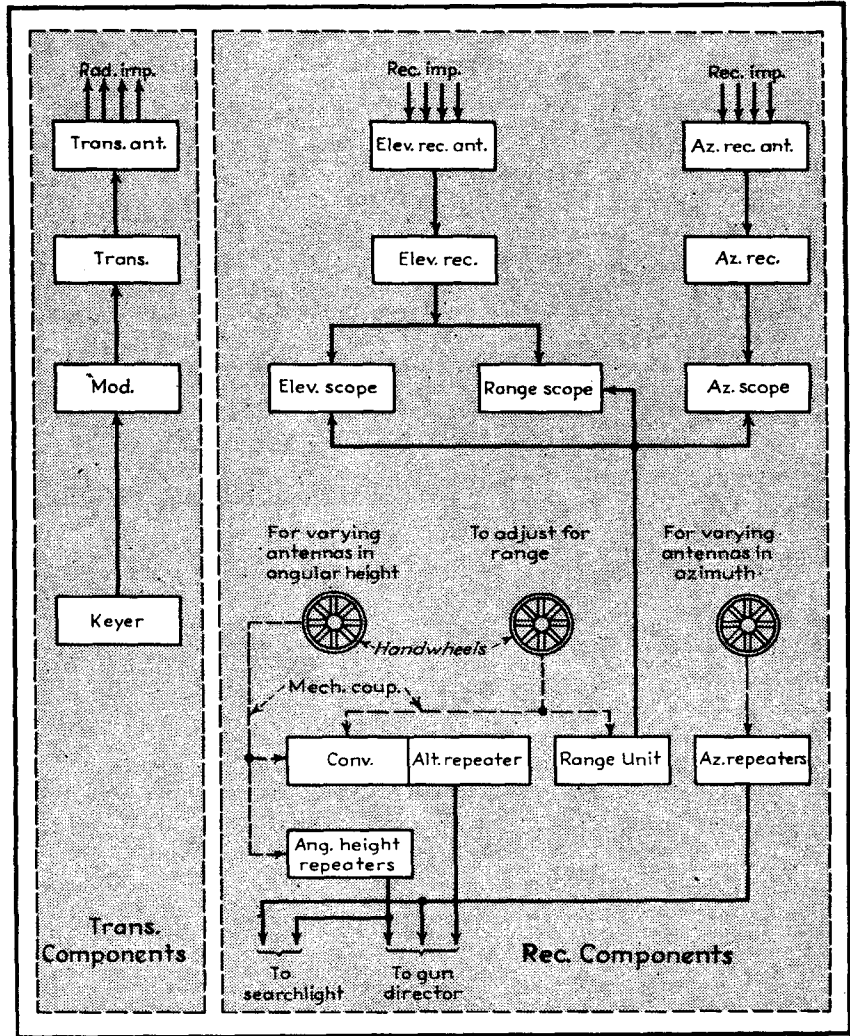 Rad. imp.
Rec. imp.
Rec. imp.
Trans. ant.
Elev. rec. ant.
Az. rec. ant.
Trans.
Elev. rec.
Az. rec.
Mod.
Elev. scope
Range scope
Az. scope
For varying
antennas in
angular height
To adjust for
range
For varying
antennas in
azimuth
Keyer
Handwheels
Mech. coup.
Conv.
Alt. repeater
Range Unit
Az. repeaters
Ang. height
repeaters
Trans.
Components
Rec. Components
To
searchlight
To gun
director